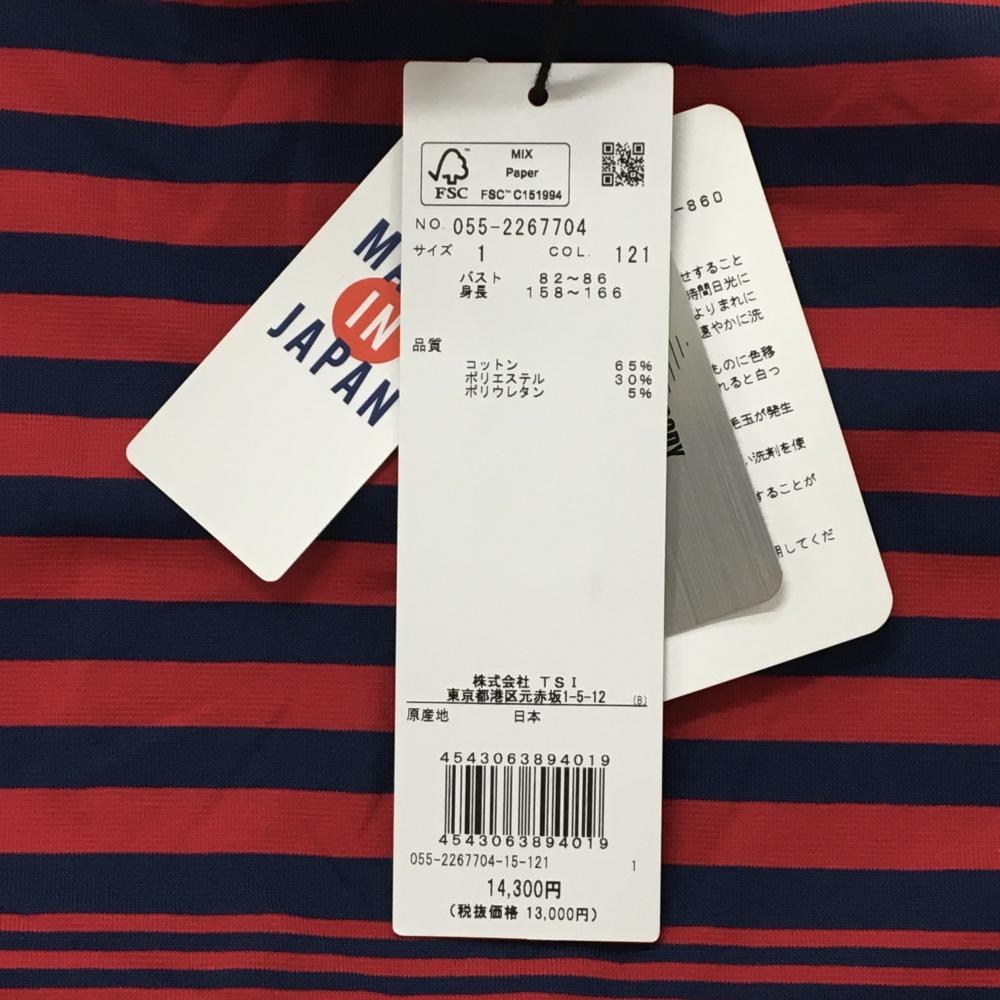 MIX
Paper
FSC™ C151994
FSC
NO. 055-2267704
サイズ 1 COL. 121
バスト 82〜86
身長 158〜166
品質
コットン 65%
ポリエステル 30%
ポリウレタン 5%
株式会社 TSI
東京都港区元赤坂1-5-12 (B)
原産地 日本
4543063894019
4543063894019
055-2267704-15-121 1
14,300円
(税抜価格 13,000円)
IN
JAPAN
-860
せすること
時間日光に
よりまれに
速やかに洗
ものに色移
れると白っ
毛玉が発生
い洗剤を使
することが
用してくだ